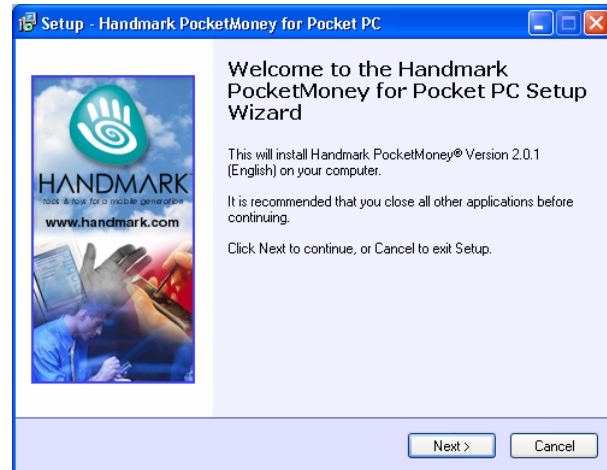 Setup - Handmark PocketMoney for Pocket PC
Welcome to the Handmark
PocketMoney for Pocket PC Setup
Wizard
This will install Handmark PocketMoney® Version 2.0.1
(English) on your computer.
It is recommended that you close all other applications before
continuing.
Click Next to continue, or Cancel to exit Setup.
HANDMARK
tools & toys for a mobile generation
www.handmark.com
Next >
Cancel